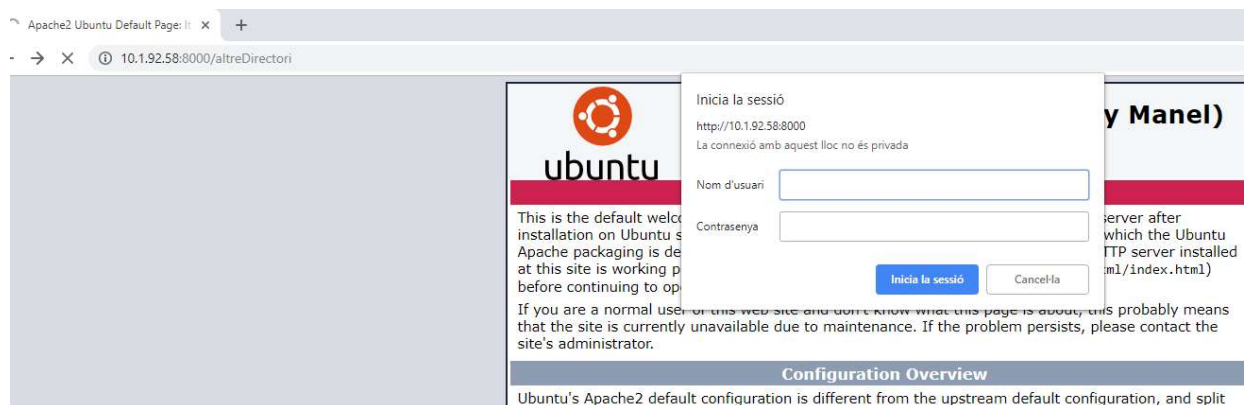 Apache2 Ubuntu Default Page: It
10.1.92.58:8000/altreDirectori
Inicia la sessió
http://10.1.92.58:8000
La connexió amb aquest lloc no és privada
Nom d'usuari
Contrasenya
Inicia la sessió Cancel·la
y Manel)
ubuntu
This is the default welc server after
installation on Ubuntu s which the Ubuntu
Apache packaging is de TTP server installed
at this site is working p ml/index.html)
before continuing to op
If you are a normal user of this web site and don't know what this page is about, this probably means
that the site is currently unavailable due to maintenance. If the problem persists, please contact the
site's administrator.
Configuration Overview
Ubuntu's Apache2 default configuration is different from the upstream default configuration, and split